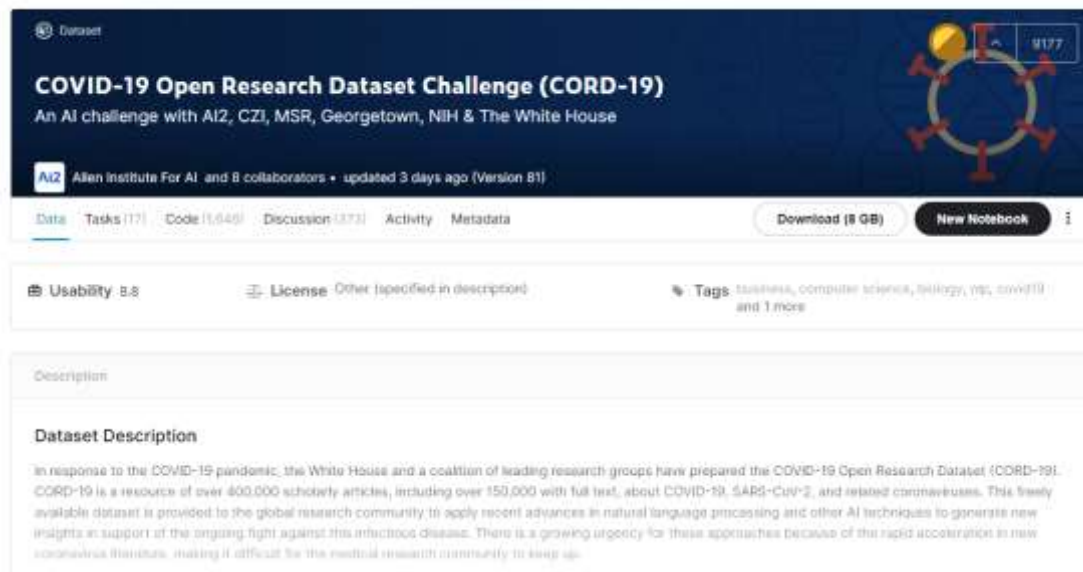 Dataset
9177
COVID-19 Open Research Dataset Challenge (CORD-19)
An AI challenge with AI2, CZI, MSR, Georgetown, NIH & The White House
AI2 Allen Institute For AI and 8 collaborators • updated 3 days ago (Version 81)
Data Tasks (17) Code Discussion (373) Activity Metadata Download (8 GB) New Notebook
Usability 8.8 License Other (specified in description) Tags business, computer science, biology, nlp, covid19
and 1 more
Description
Dataset Description
In response to the COVID-19 pandemic, the White House and a coalition of leading research groups have prepared the COVID-19 Open Research Dataset (CORD-19).
CORD-19 is a resource of over 400,000 scholarly articles, including over 150,000 with full text, about COVID-19, SARS-CoV-2, and related coronaviruses. This freely
available dataset is provided to the global research community to apply recent advances in natural language processing and other AI techniques to generate new
insights in support of the ongoing fight against this infectious disease. There is a growing urgency for these approaches because of the rapid acceleration in new
coronavirus literature, making it difficult for the medical research community to keep up.